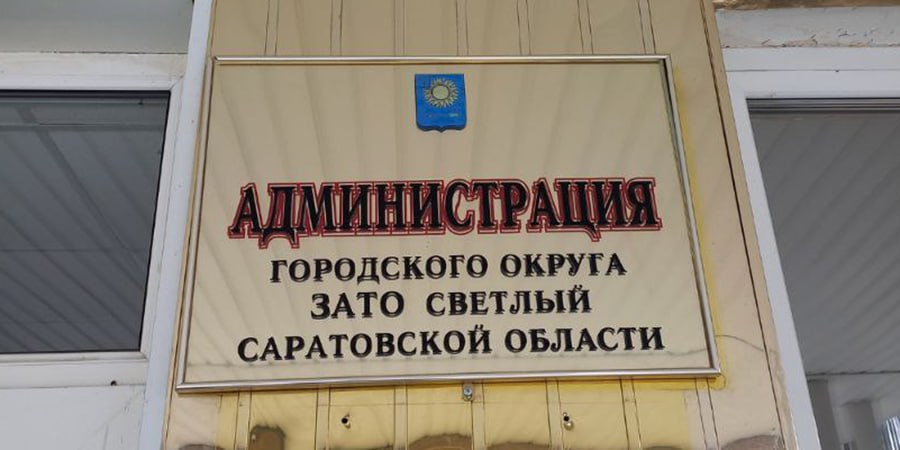 АДМИНИСТРАЦИЯ
ГОРОДСКОГО ОКРУГА
ЗАТО СВЕТЛЫЙ
САРАТОВСКОЙ ОБЛАСТИ